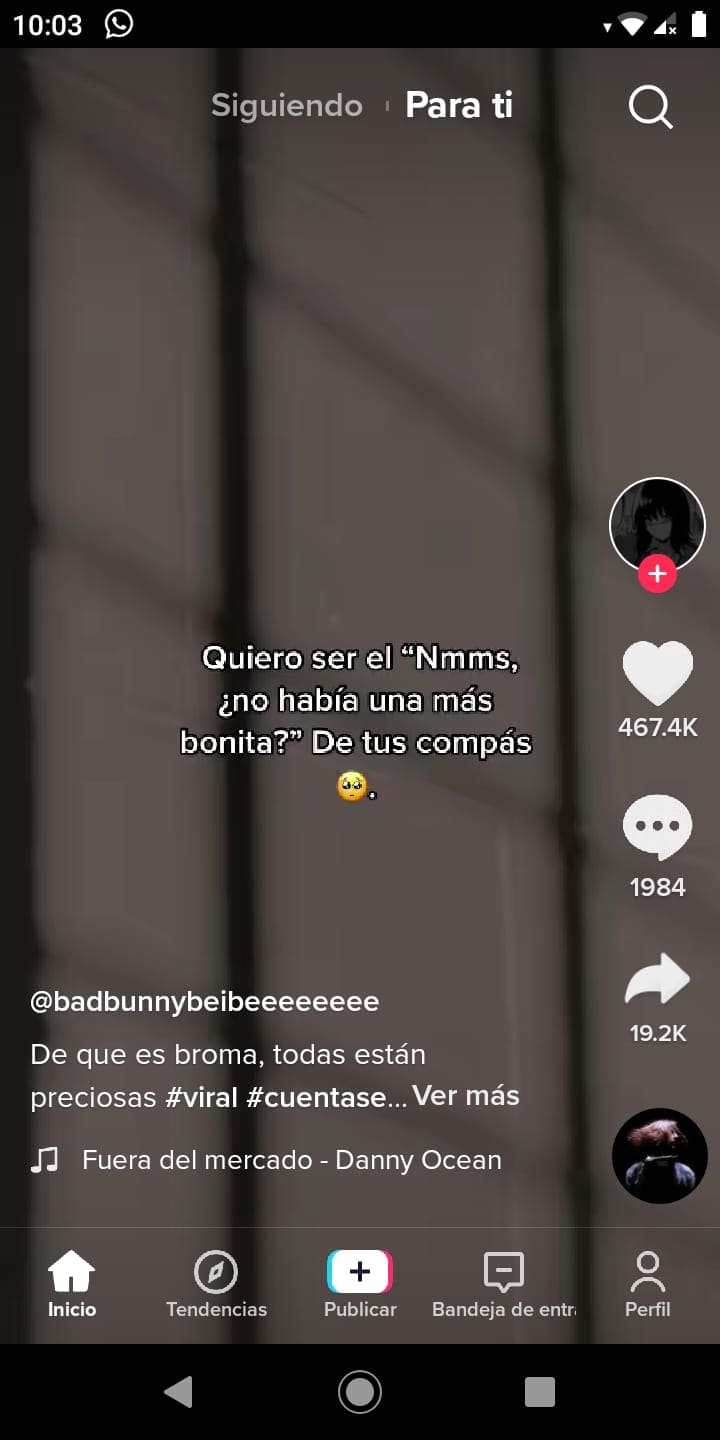 10:03
Siguiendo Para ti
Quiero ser el “Nmms,
¿no había una más
bonita?” De tus compás
🥺.
467.4K
1984
19.2K
@badbunnybeibeeeeeeee
De que es broma, todas están
preciosas #viral #cuentase... Ver más
Fuera del mercado - Danny Ocean
Inicio Tendencias Publicar Bandeja de entra Perfil